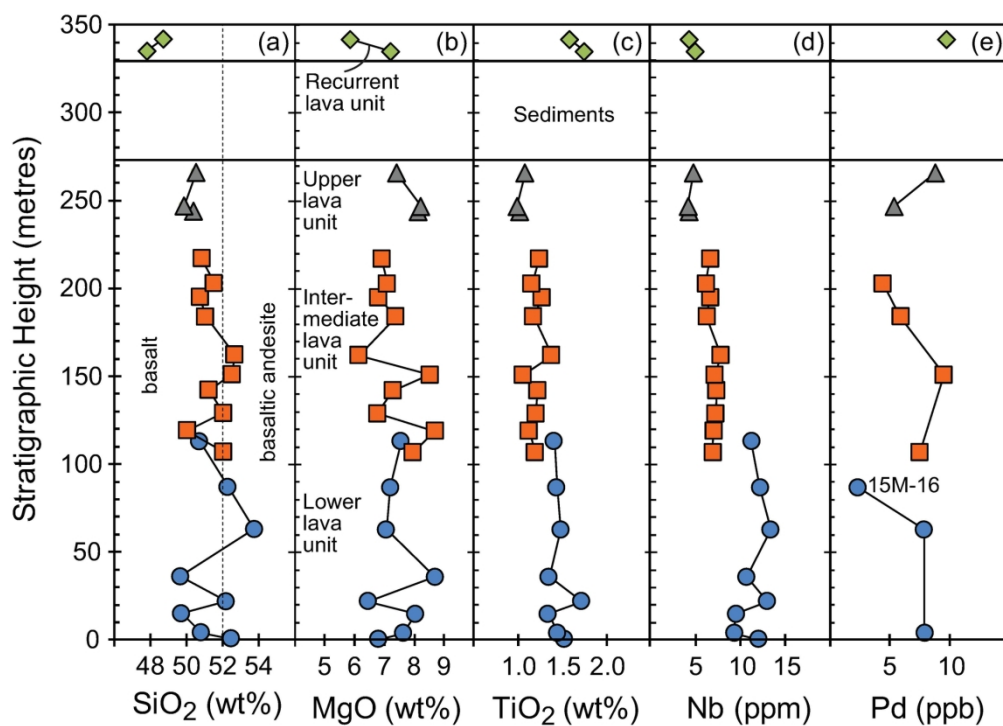 350
300
250
200
150
100
50
0
Stratigraphic Height (metres)
(a)
(b)
(c)
(d)
(e)
Recurrent
lava unit
Sediments
Upper
lava
unit
Inter-
mediate
lava
unit
basalt
basaltic andesite
Lower
lava
unit
15M-16
48 50 52 54
5 6 7 8 9
1.0 1.5 2.0
5 10 15
5 10
SiO₂ (wt%)
MgO (wt%)
TiO₂ (wt%)
Nb (ppm)
Pd (ppb)